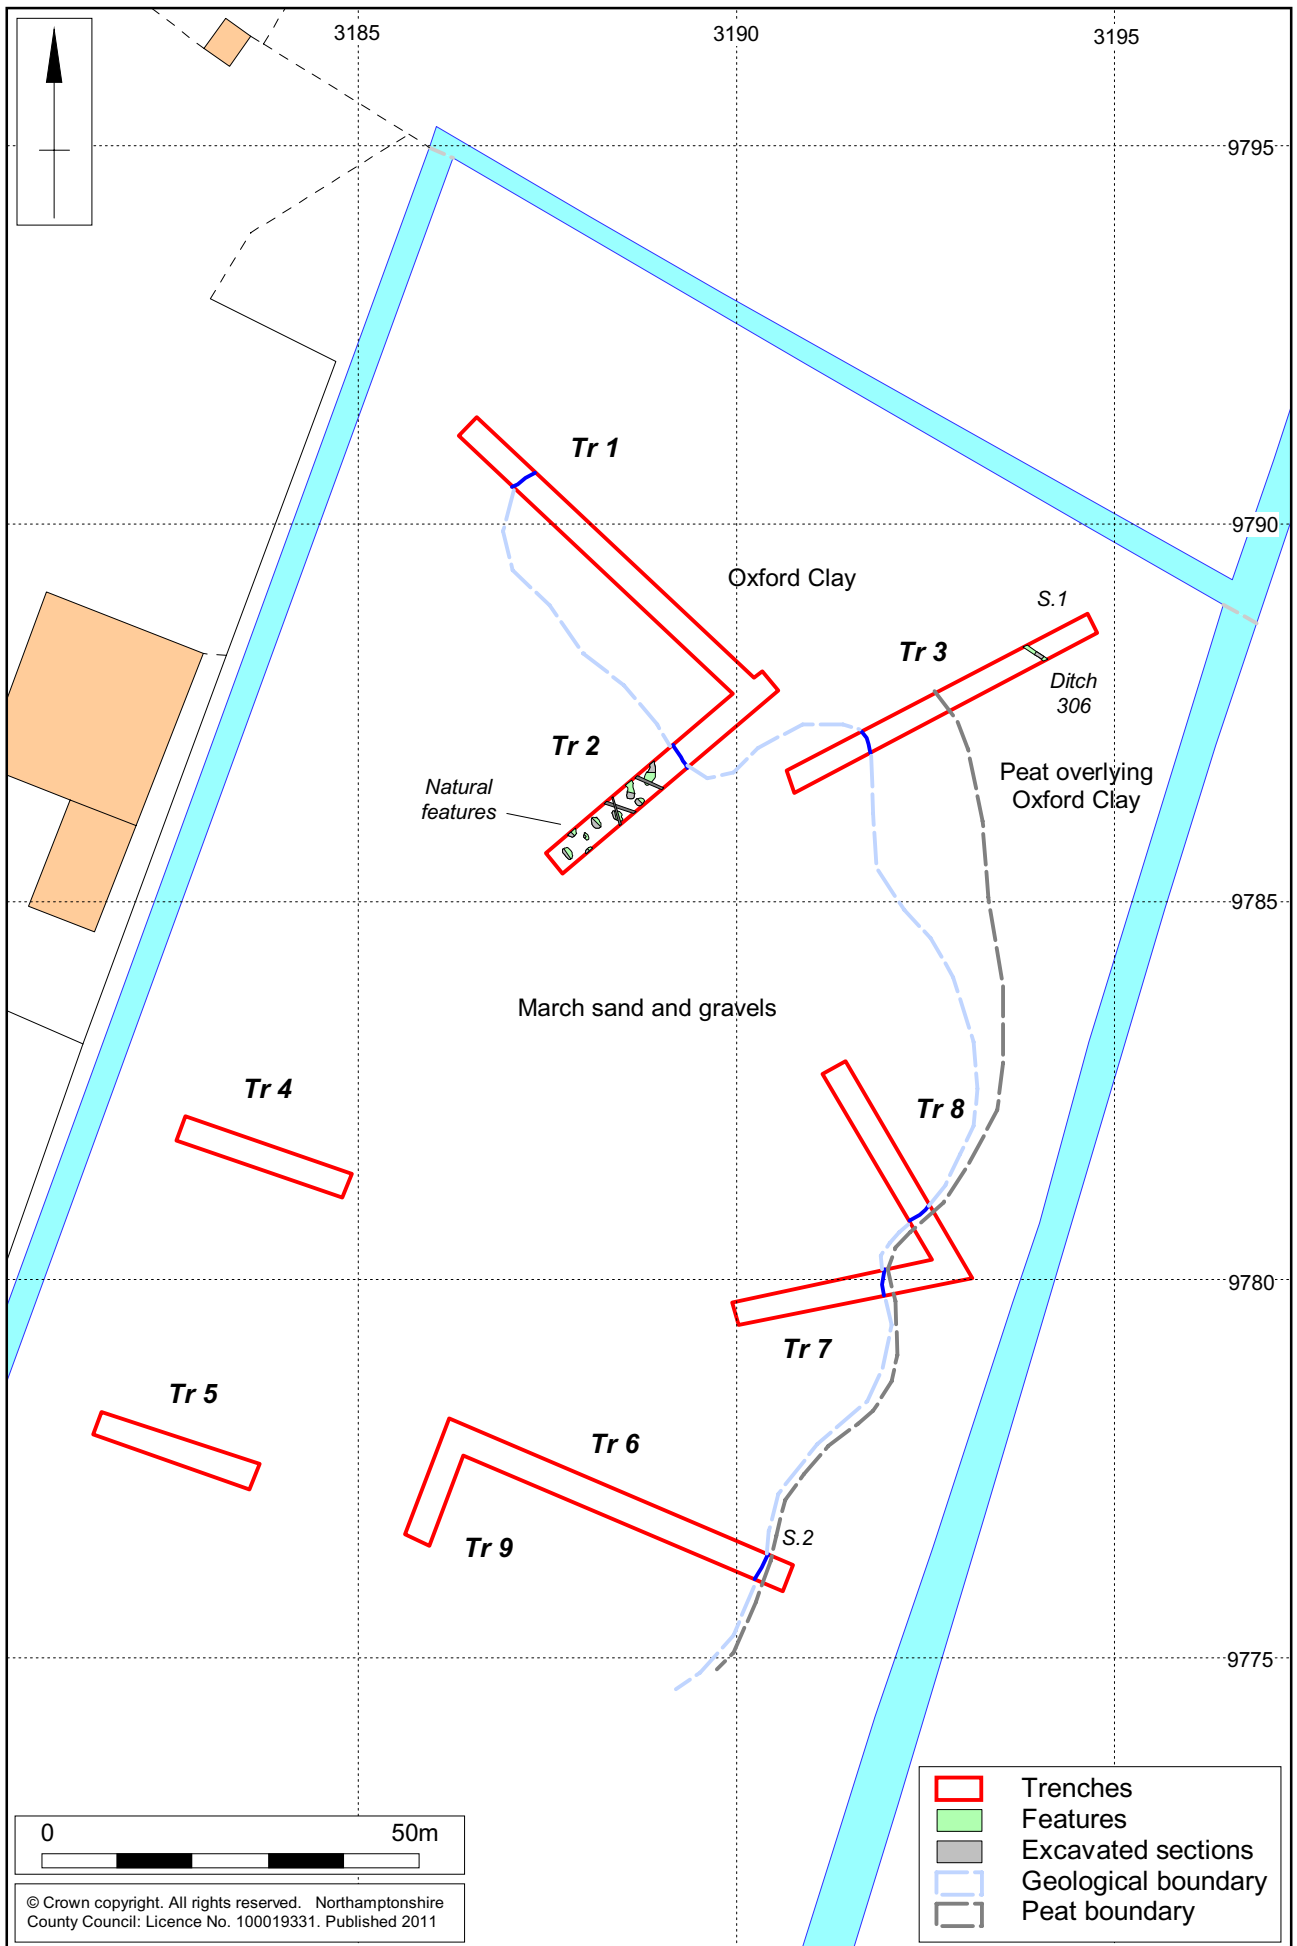 3185
3190
3195
9795
Tr 1
9790
Oxford Clay
S.1
Tr 3
Ditch
306
Tr 2
Natural
features
Peat overlying
Oxford Clay
9785
March sand and gravels
Tr 4
Tr 8
9780
Tr 7
Tr 5
Tr 6
S.2
Tr 9
9775
Trenches
Features
Excavated sections
Geological boundary
Peat boundary
0 50m
© Crown copyright. All rights reserved. Northamptonshire
County Council: Licence No. 100019331. Published 2011